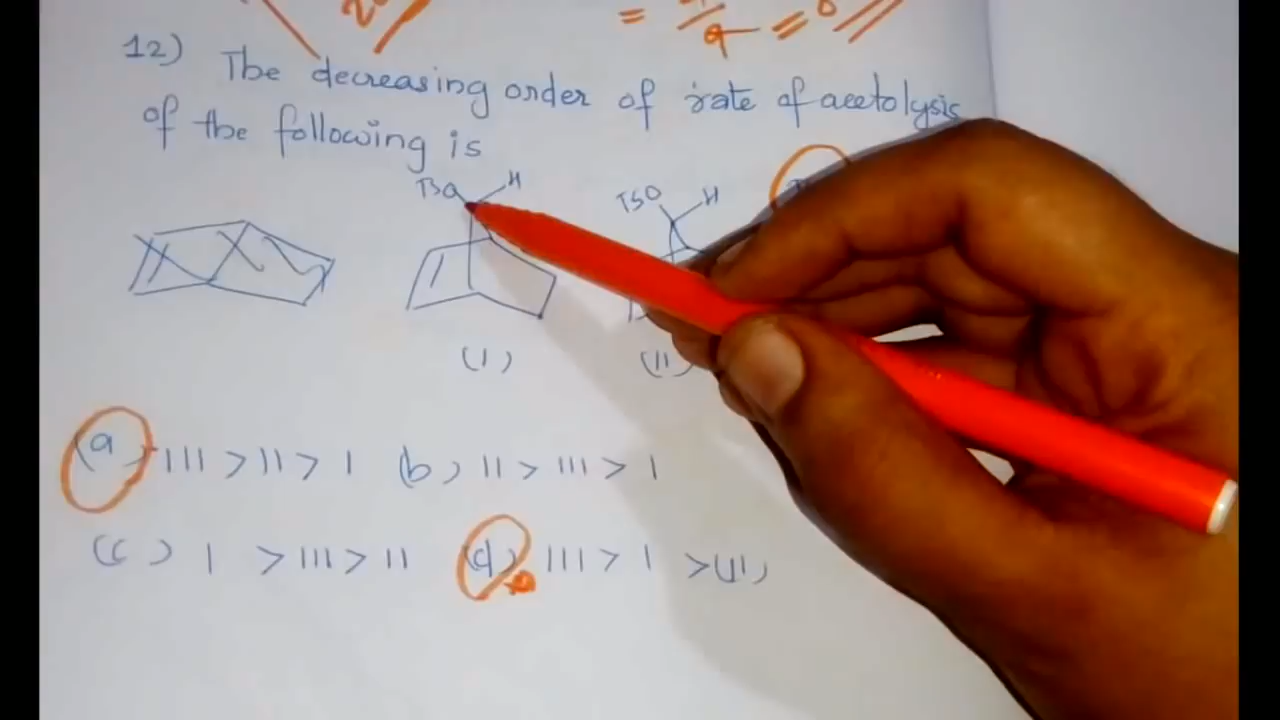 12) The decreasing order of rate of acetolysis
of the following is
TSO H TSO H
(I) (II)
(a) III > II > I (b) II > III > I
(c) I > III > II (d) III > I > II